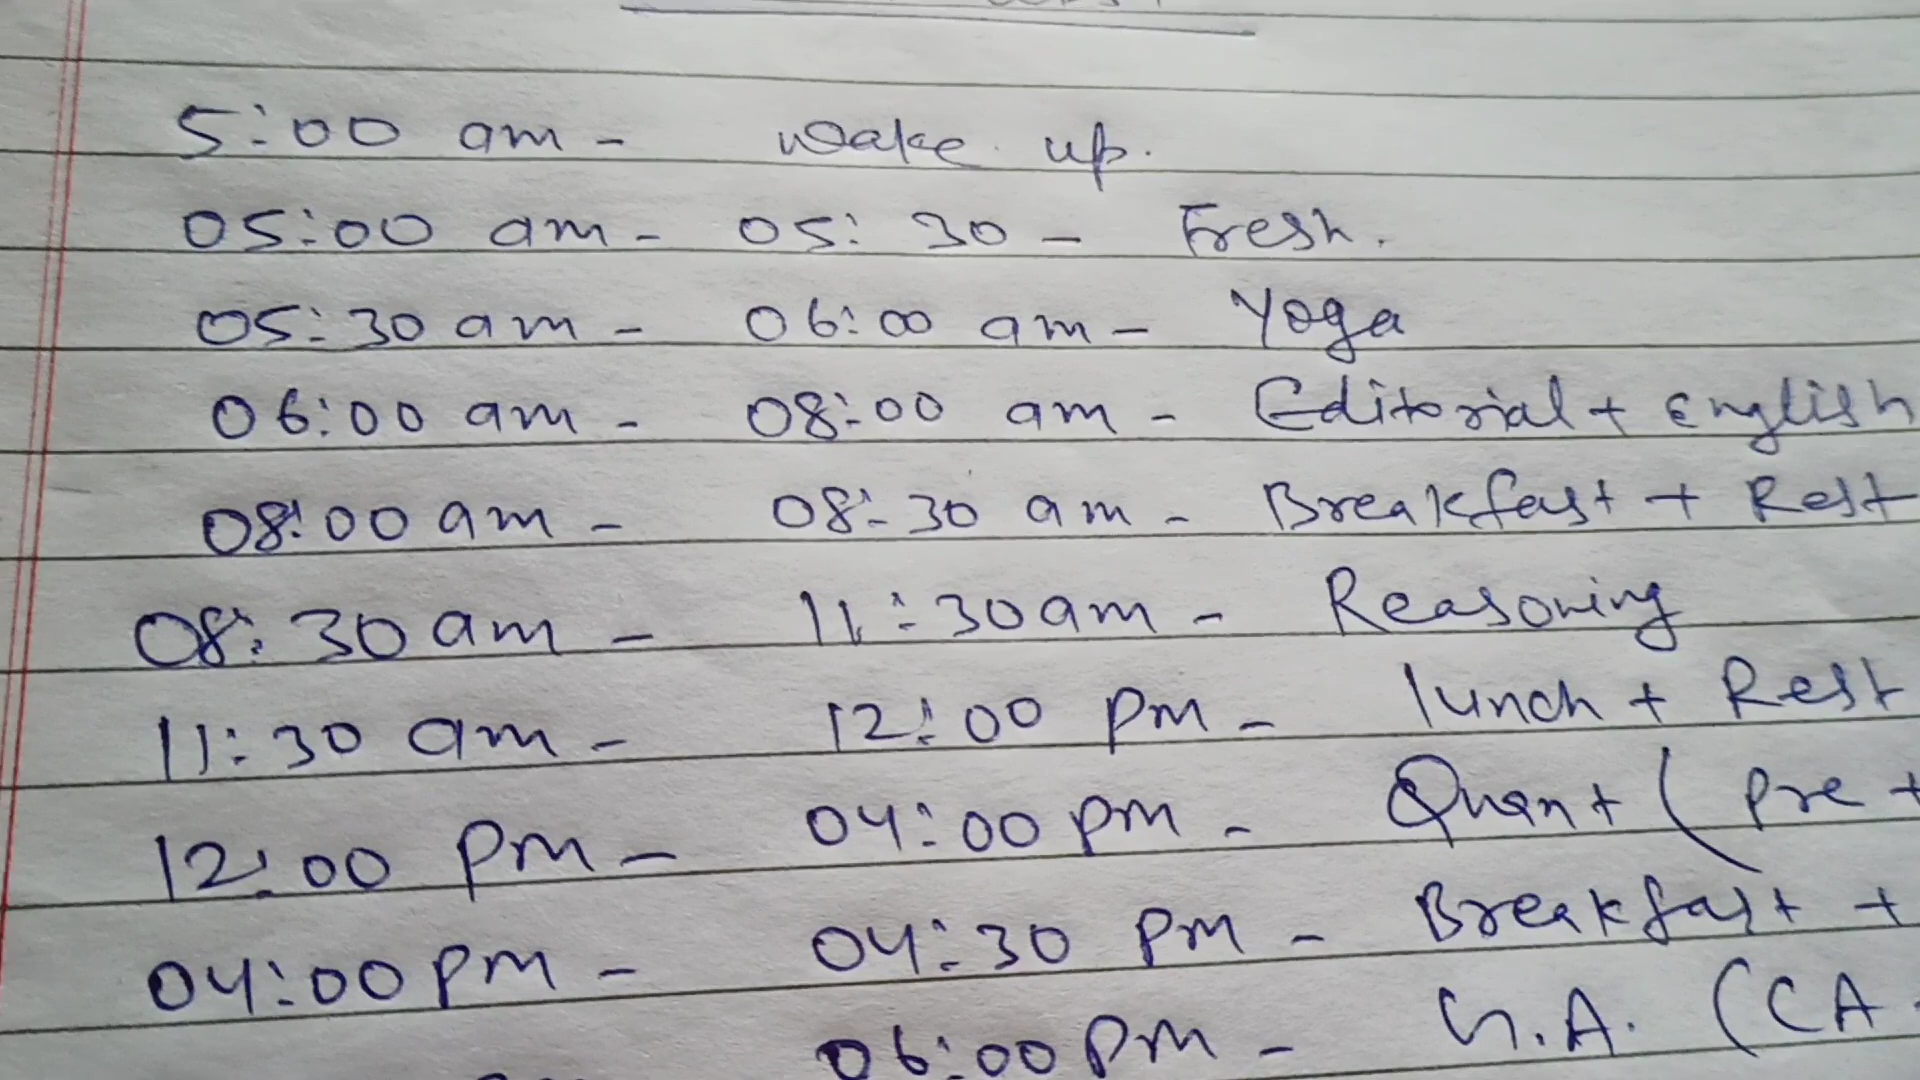 5:00 am - Wake up.
05:00 am - 05:30 - Fresh.
05:30 am - 06:00 am - Yoga
06:00 am - 08:00 am - Editorial + English
08:00 am - 08:30 am - Breakfast + Rest
08:30 am - 11:30 am - Reasoning
11:30 am - 12:00 pm - lunch + Rest
12:00 pm - 04:00 pm - Quant ( pre +
04:00 pm - 04:30 pm - Breakfast +
06:00 pm - G.A. (CA